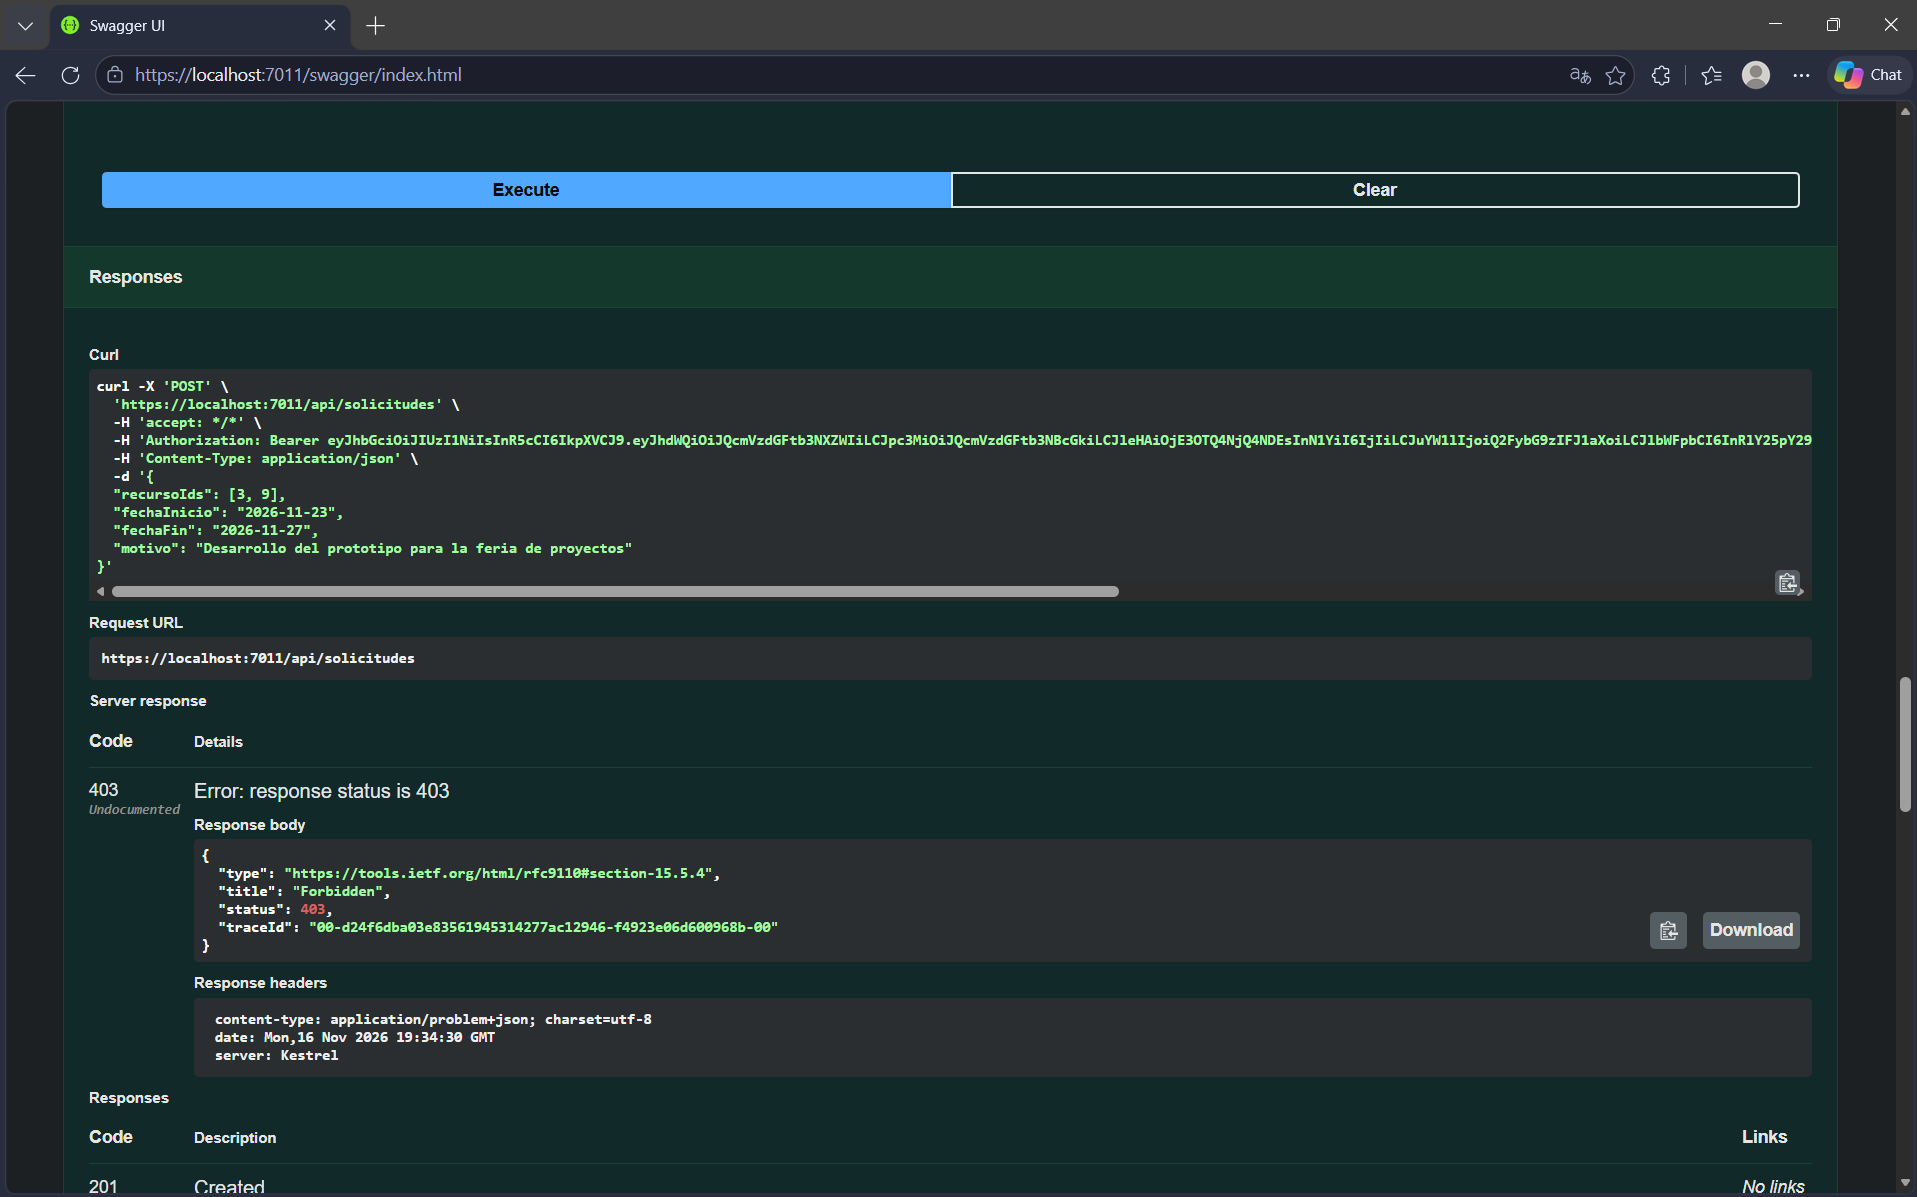 Swagger UI
https://localhost:7011/swagger/index.html
Chat
Execute
Clear
Responses
Curl
curl -X 'POST' \
'https://localhost:7011/api/solicitudes' \
-H 'accept: */*' \
-H 'Authorization: Bearer eyJhbGciOiJIUzI1NiIsInR5cCI6IkpXVCJ9.eyJhdWQiOiJQcmVzdGFtb3NXZWIiLCJpc3MiOiJQcmVzdGFtb3NBcGkiLCJleHAiOjE3OTQ4NjQ4NDEsInN1YiI6IjIiLCJuYW1lIjoiQ2FybG9zIFJ1aXoiLCJlbWFpbCI6InRlY25pY29
-H 'Content-Type: application/json' \
-d '{
"recursoIds": [3, 9],
"fechaInicio": "2026-11-23",
"fechaFin": "2026-11-27",
"motivo": "Desarrollo del prototipo para la feria de proyectos"
}'
Request URL
https://localhost:7011/api/solicitudes
Server response
Code Details
403 Error: response status is 403
Undocumented
Response body
{
"type": "https://tools.ietf.org/html/rfc9110#section-15.5.4",
"title": "Forbidden",
"status": 403,
"traceId": "00-d24f6dba03e83561945314277ac12946-f4923e06d600968b-00"
}
Download
Response headers
content-type: application/problem+json; charset=utf-8
date: Mon,16 Nov 2026 19:34:30 GMT
server: Kestrel
Responses
Code Description Links
201 Created No links